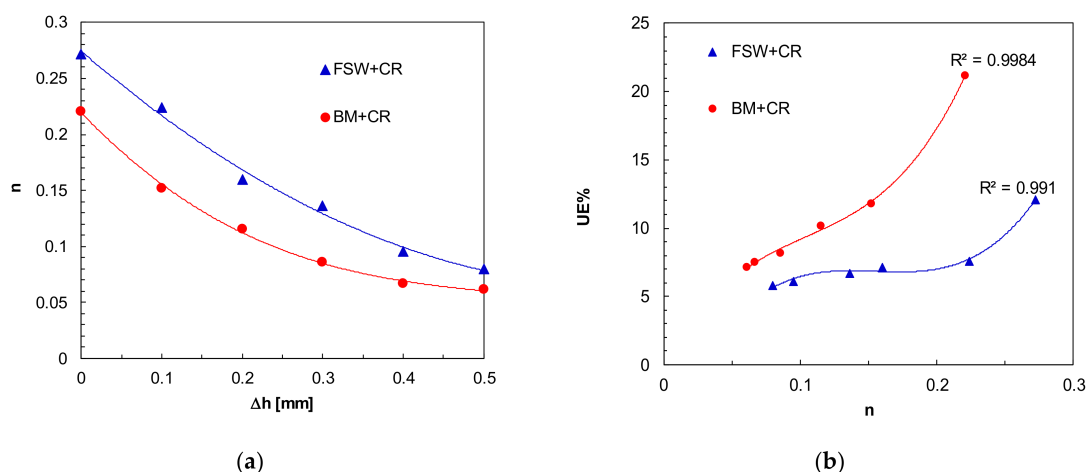 0.3
0.25
0.2
0.15
0.1
0.05
0
n
FSW+CR
BM+CR
0 0.1 0.2 0.3 0.4 0.5
Δh [mm]
(a)
25
20
15
10
5
0
UE%
FSW+CR
BM+CR
R² = 0.9984
R² = 0.991
0 0.1 0.2 0.3
n
(b)